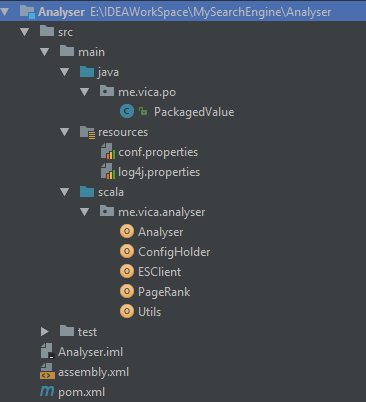 Analyser E:\IDEAWorkSpace\MySearchEngine\Analyser
src
main
java
me.vica.po
PackagedValue
resources
conf.properties
log4j.properties
scala
me.vica.analyser
Analyser
ConfigHolder
ESClient
PageRank
Utils
test
Analyser.iml
assembly.xml
pom.xml